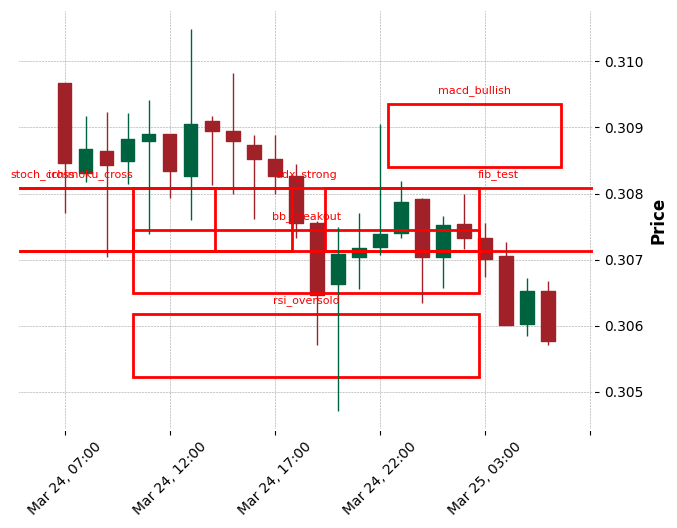 0.310
macd_bullish
0.309
stoch_cross
ichimoku_cross
adx_strong
fib_test
0.308
bb_breakout
Price
0.307
rsi_oversold
0.306
0.305
Mar 24, 07:00
Mar 24, 12:00
Mar 24, 17:00
Mar 24, 22:00
Mar 25, 03:00